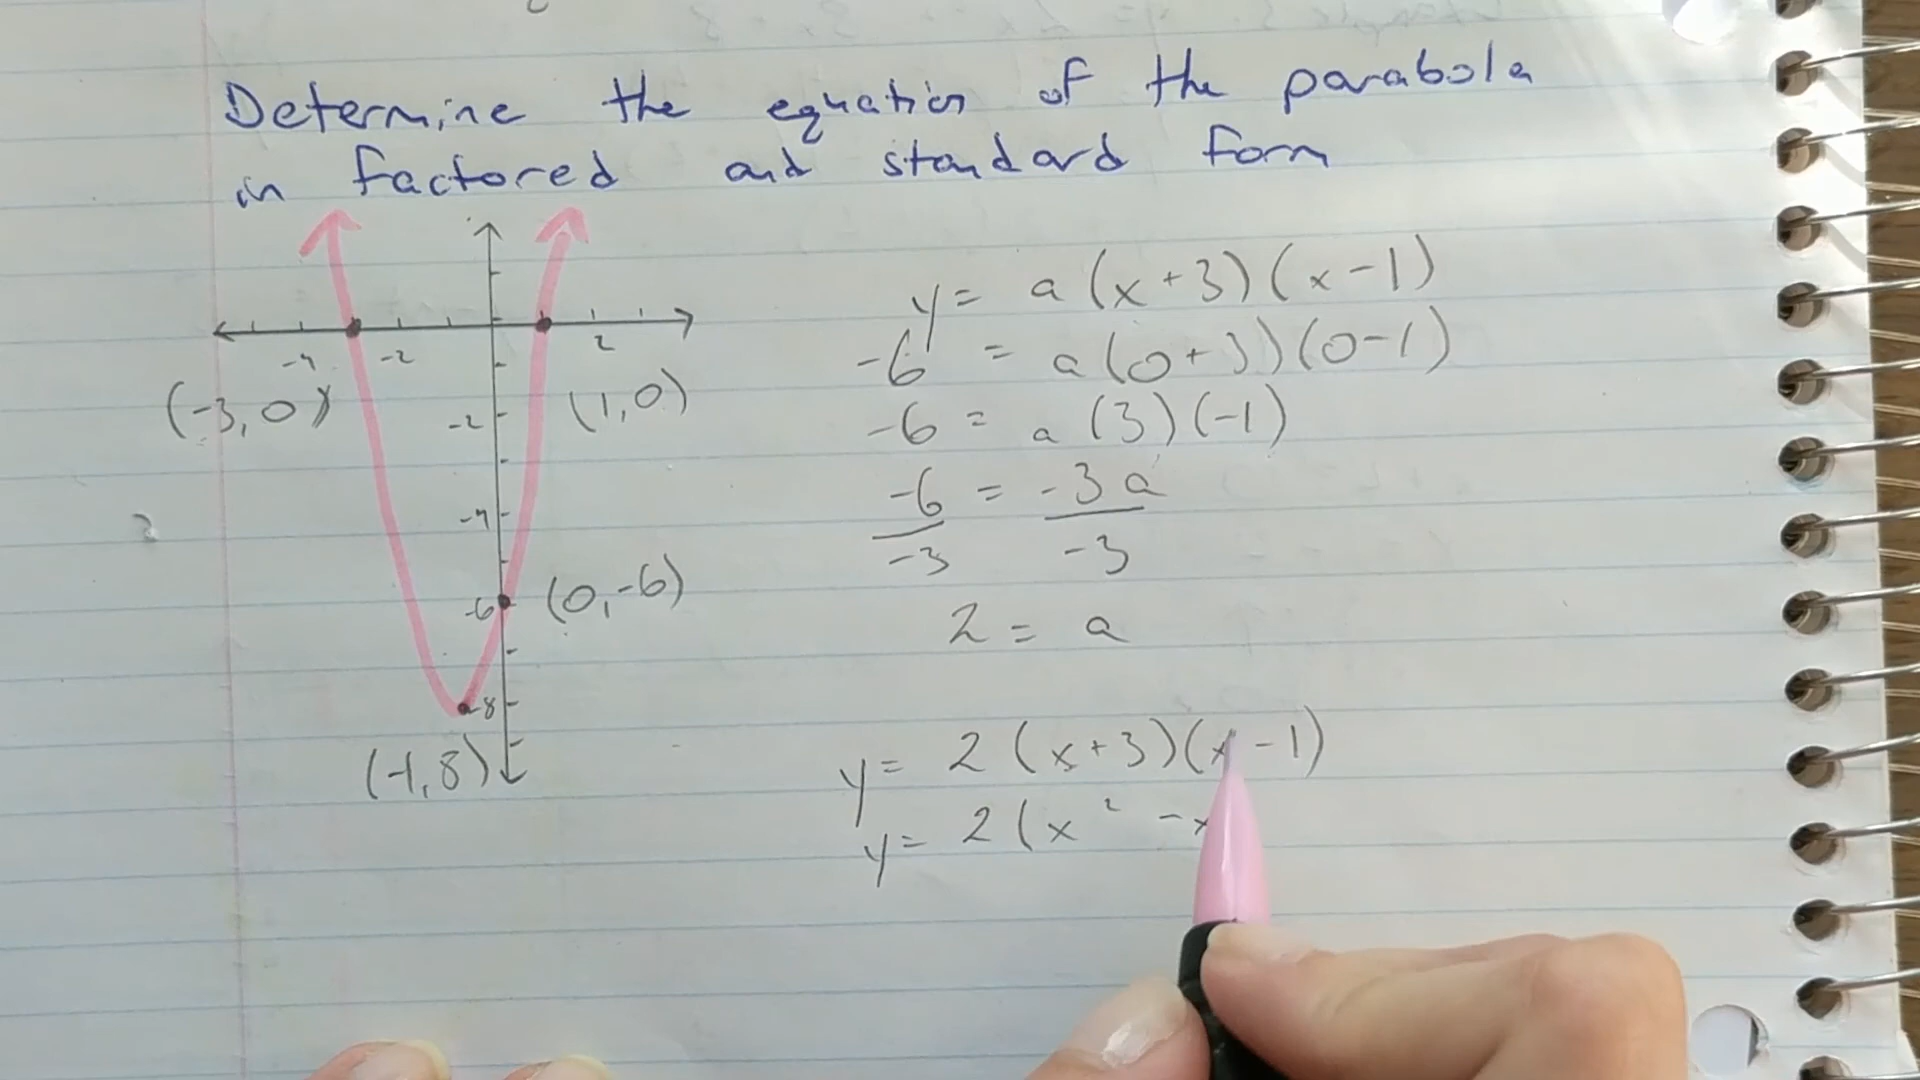 Determine the equation of the parabola
in factored and standard form
-4 -2 2
(-3,0) (1,0)
-2
-4
-6 (0,-6)
-8
(-1,8)
y = a(x+3)(x-1)
-6 = a(0+3)(0-1)
-6 = a(3)(-1)
-6 = -3a
-3 -3
2 = a
y = 2(x+3)(x-1)
y = 2(x² -x